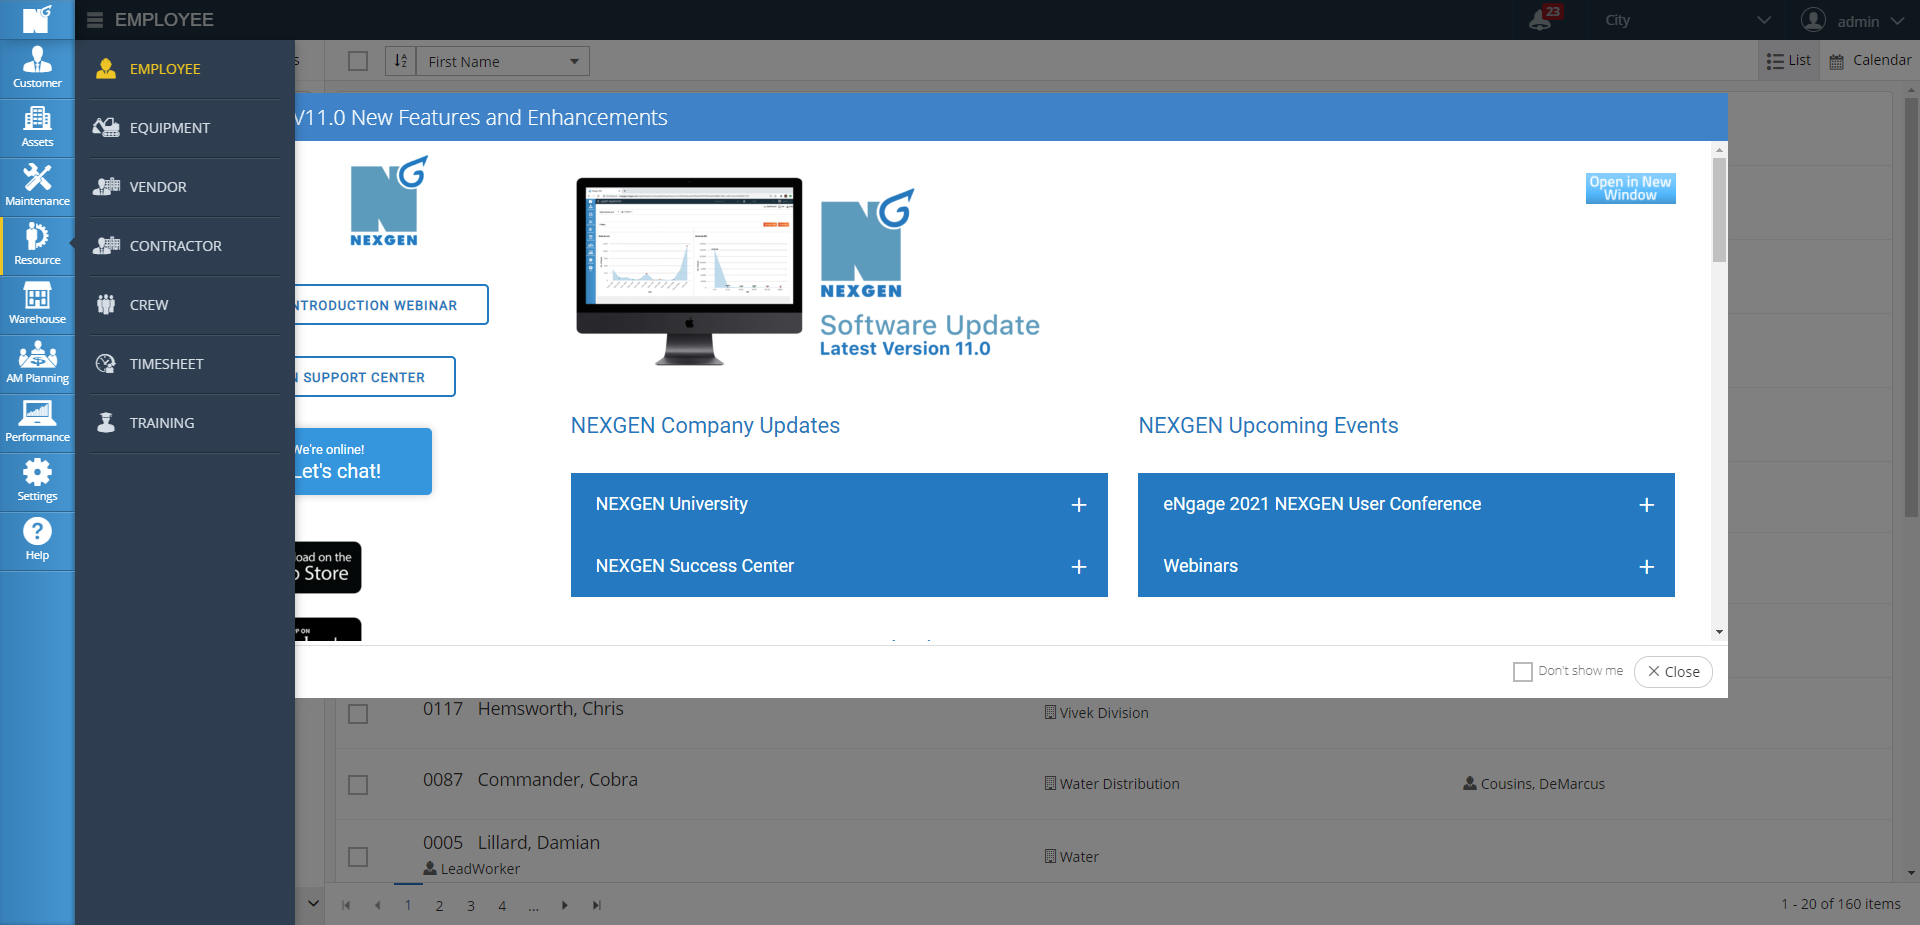 EMPLOYEE
23
City
admin
Customer
Assets
Maintenance
Resource
Warehouse
AM Planning
Performance
Settings
Help
EMPLOYEE
EQUIPMENT
VENDOR
CONTRACTOR
CREW
TIMESHEET
TRAINING
s
First Name
List
Calendar
V11.0 New Features and Enhancements
NEXGEN
NTRODUCTION WEBINAR
N SUPPORT CENTER
We're online!
Let's chat!
oad on the
p Store
P ON
NEXGEN
Software Update
Latest Version 11.0
Open in New
Window
NEXGEN Company Updates
NEXGEN University
NEXGEN Success Center
NEXGEN Upcoming Events
eNgage 2021 NEXGEN User Conference
Webinars
Don't show me
Close
0117 Hemsworth, Chris
Vivek Division
0087 Commander, Cobra
Water Distribution
Cousins, DeMarcus
0005 Lillard, Damian
LeadWorker
Water
1 2 3 4 ...
1 - 20 of 160 items